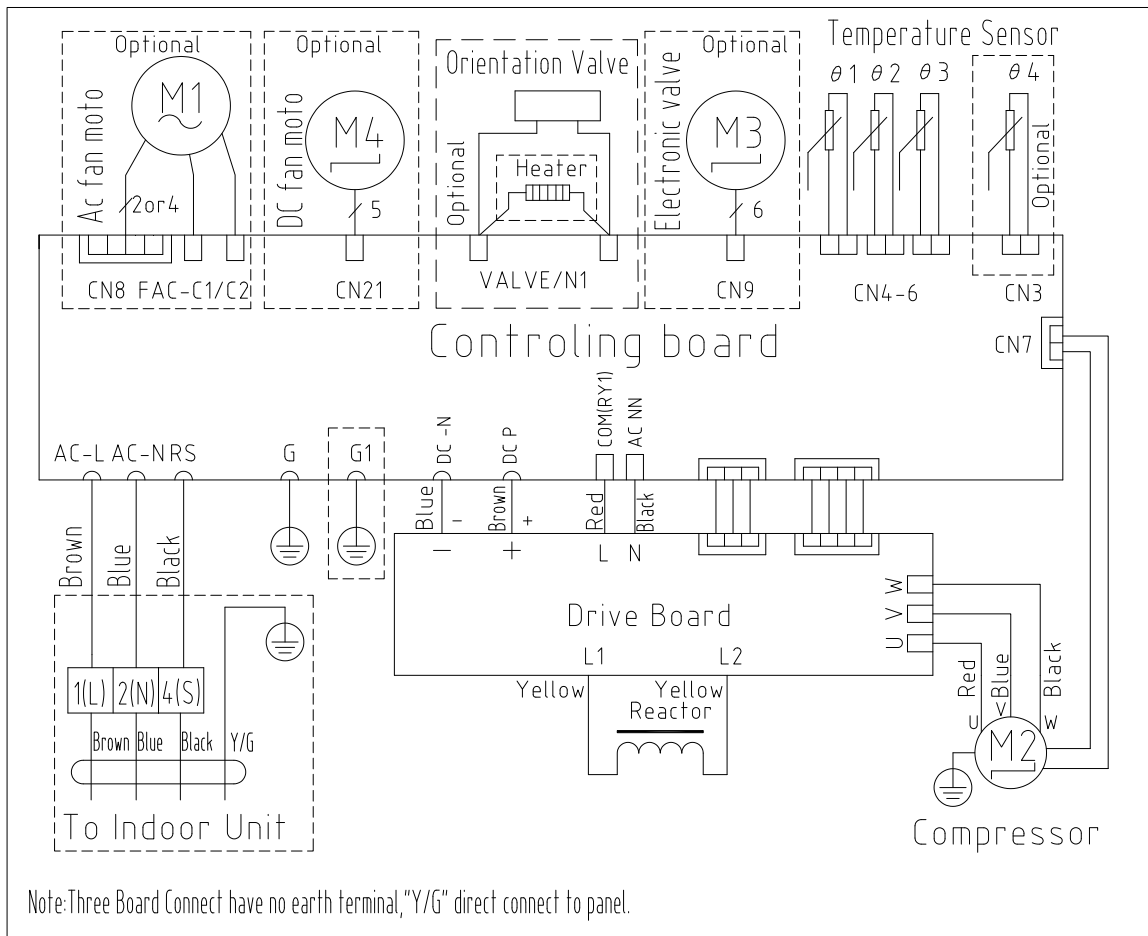 Optional
Ac fan moto
M1
2or4
CN8 FAC-C1/C2
Optional
DC fan moto
M4
5
CN21
Orientation Valve
Optional
Heater
VALVE/N1
Optional
Electronic valve
M3
6
CN9
Temperature Sensor
θ1 θ2 θ3 θ4
Optional
CN4-6
CN3
Controling board
CN7
AC-L AC-N RS
G
G1
DC -N
DC P
COM(RY1)
AC NN
Brown
Blue
Black
Blue
-
Brown
+
Red
Black
— + L N
Drive Board
W
V
U
L1 L2
Yellow Yellow
Reactor
Red
Blue
Black
U V W
M2
Compressor
1(L) 2(N) 4(S)
Brown Blue Black Y/G
To Indoor Unit
Note:Three Board Connect have no earth terminal,"Y/G" direct connect to panel.